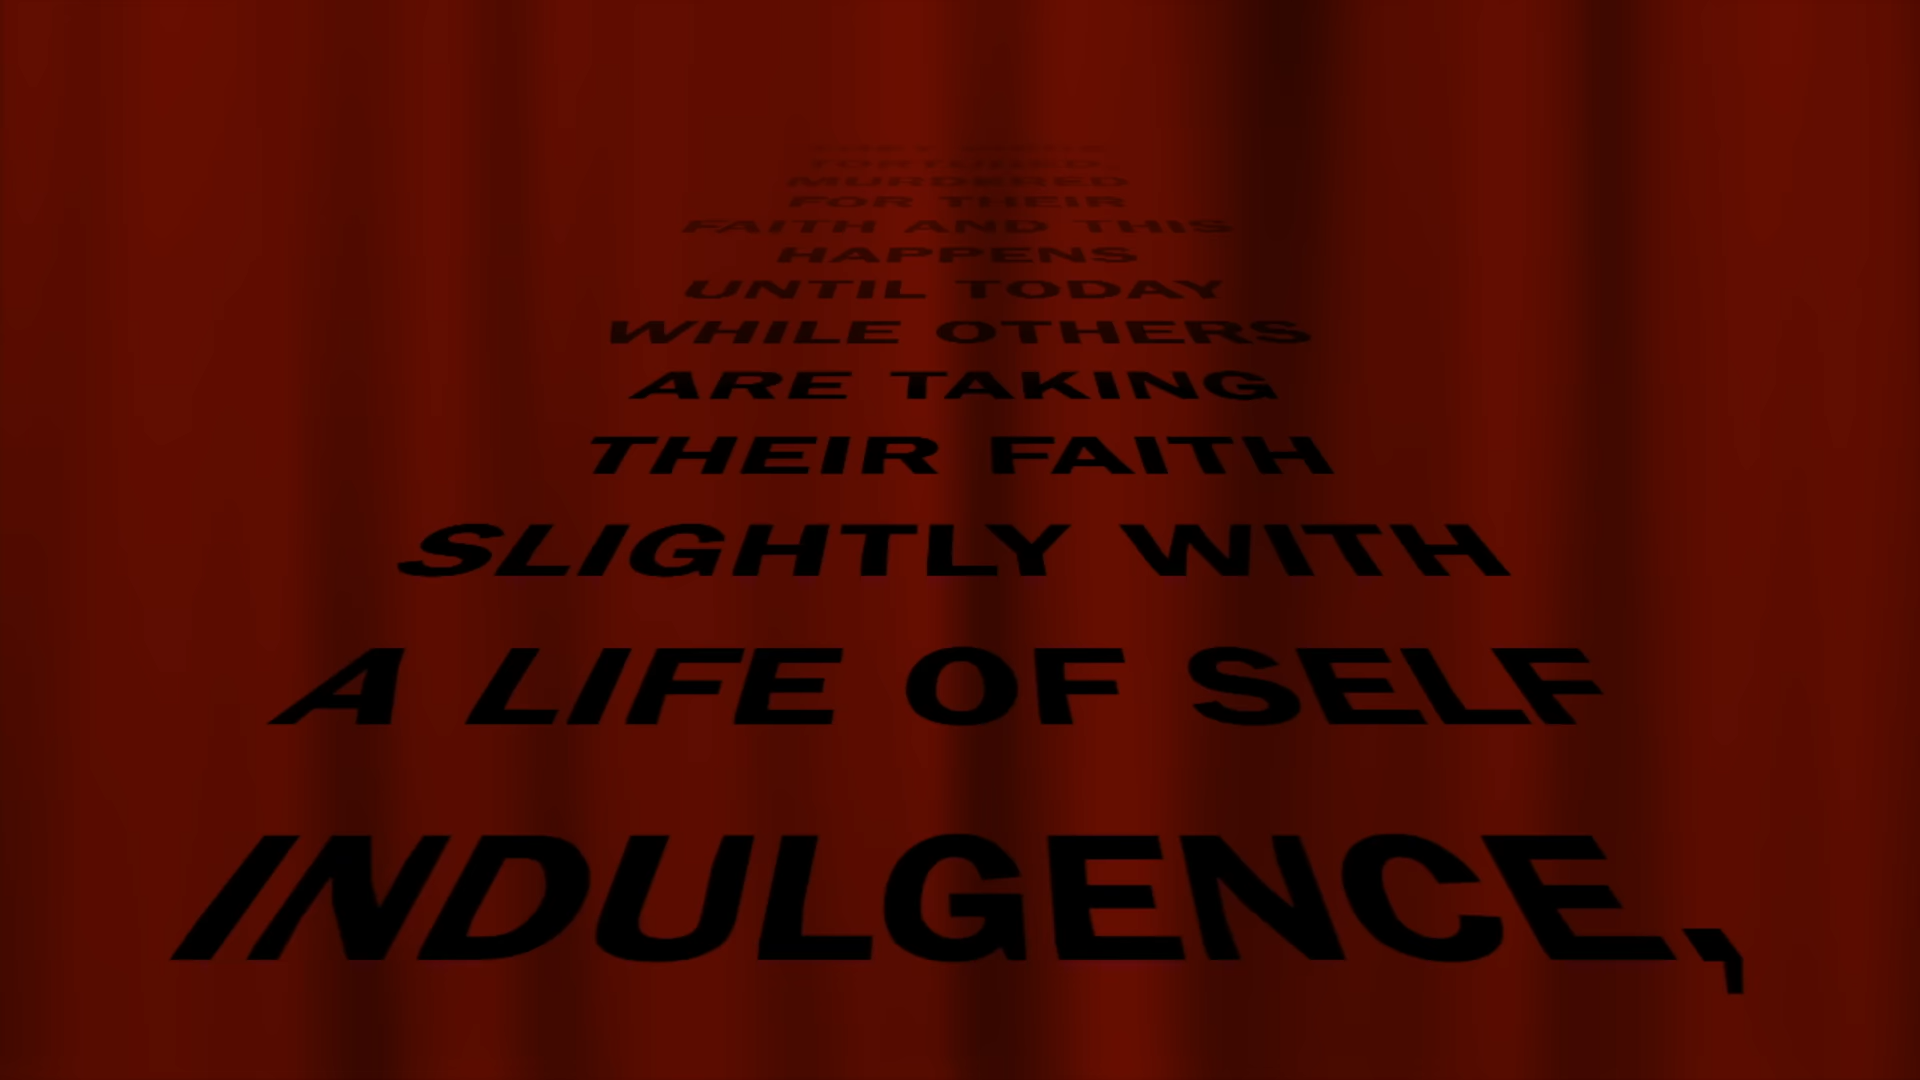 TORTURED
MURDERED
FOR THEIR
FAITH AND THIS
HAPPENS
UNTIL TODAY
WHILE OTHERS
ARE TAKING
THEIR FAITH
SLIGHTLY WITH
A LIFE OF SELF
INDULGENCE,